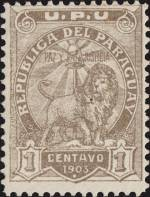 U.P.U
REPUBLICA DEL PARAGUAY
PAZ Y JUSTICIA
1 CENTAVO 1
1903